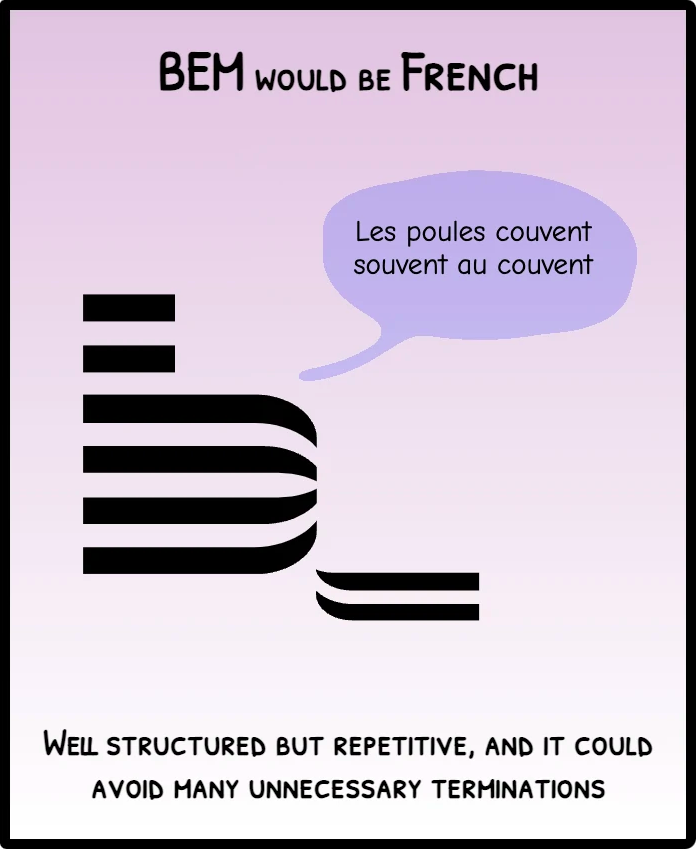 BEM would be French
Les poules couvent
souvent au couvent
Well structured but repetitive, and it could
avoid many unnecessary terminations